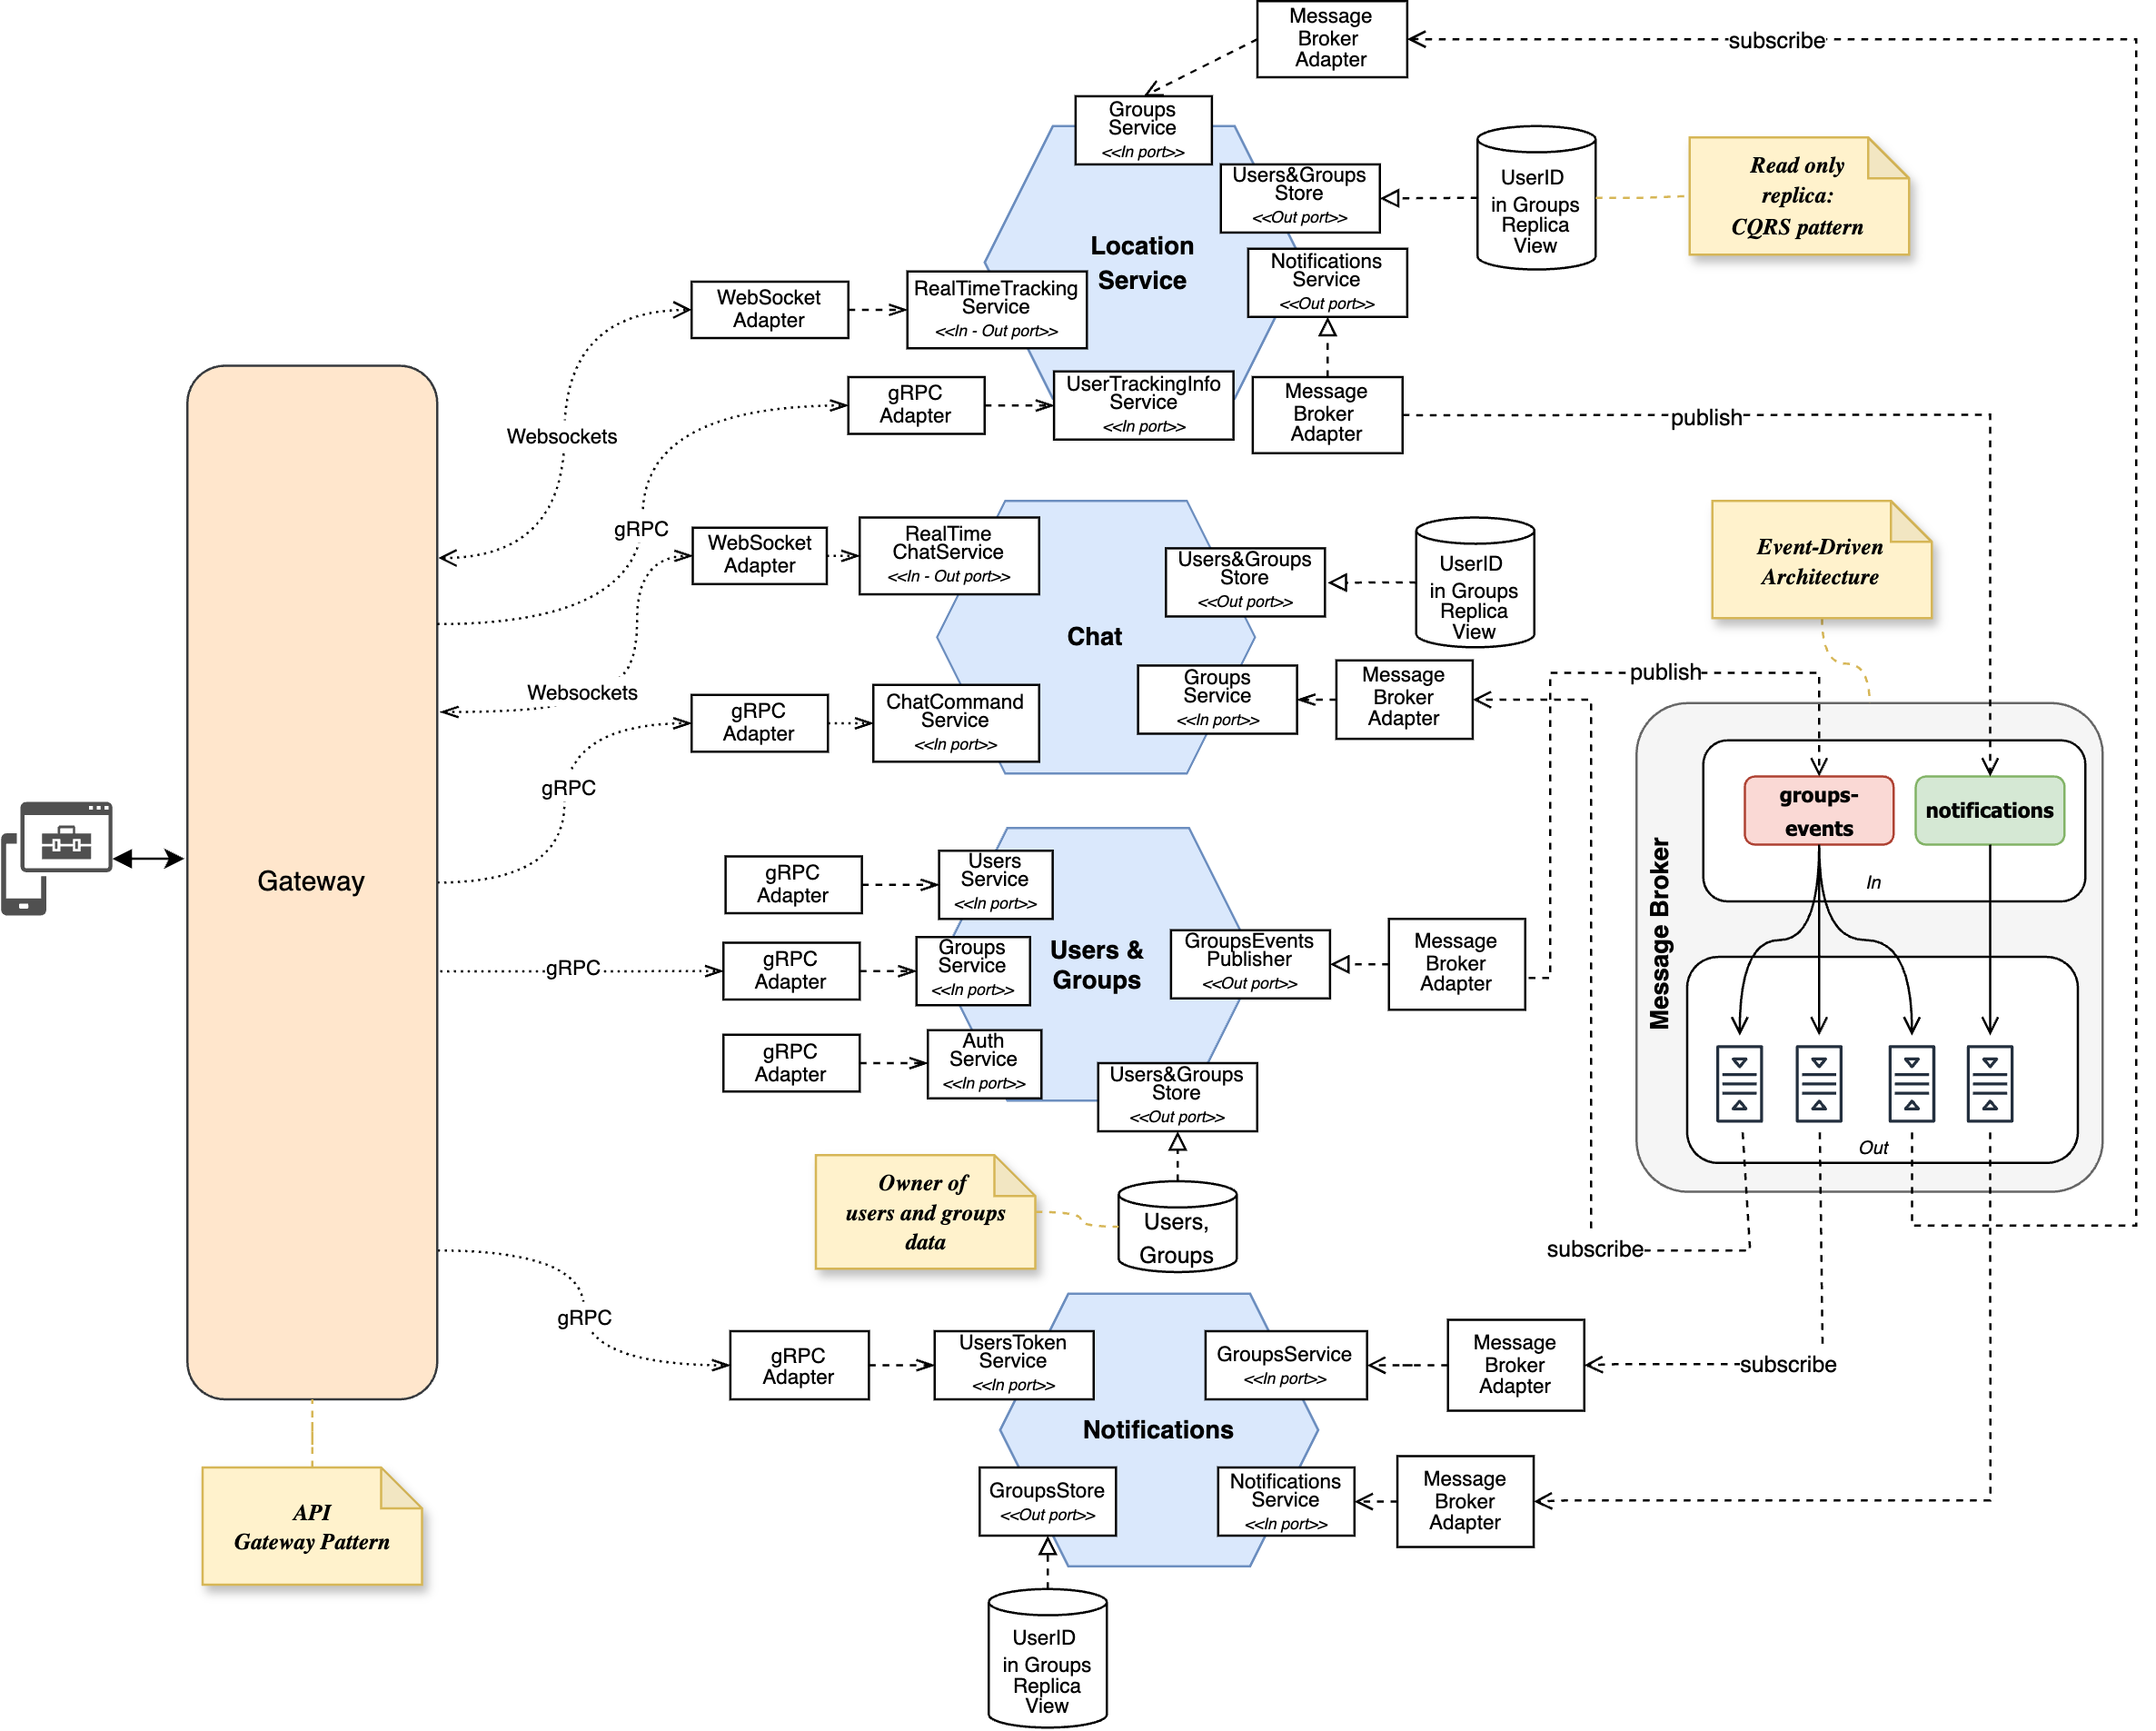 Message
Broker
Adapter
subscribe
Groups
Service
<<In port>>
Users&Groups
Store
<<Out port>>
UserID
in Groups
Replica
View
Read only
replica:
CQRS pattern
Location
Service
Notifications
Service
<<Out port>>
WebSocket
Adapter
RealTimeTracking
Service
<<In - Out port>>
gRPC
Adapter
UserTrackingInfo
Service
<<In port>>
Message
Broker
Adapter
publish
Websockets
gRPC
WebSocket
Adapter
RealTime
ChatService
<<In - Out port>>
Users&Groups
Store
<<Out port>>
UserID
in Groups
Replica
View
Event-Driven
Architecture
Chat
Websockets
gRPC
Adapter
ChatCommand
Service
<<In port>>
Groups
Service
<<In port>>
Message
Broker
Adapter
publish
gRPC
Gateway
gRPC
Adapter
Users
Service
<<In port>>
gRPC
gRPC
Adapter
Groups
Service
<<In port>>
Users &
Groups
GroupsEvents
Publisher
<<Out port>>
Message
Broker
Adapter
gRPC
Adapter
Auth
Service
<<In port>>
Users&Groups
Store
<<Out port>>
Message Broker
groups-
events
notifications
In
Out
Owner of
users and groups
data
Users,
Groups
subscribe
gRPC
gRPC
Adapter
UsersToken
Service
<<In port>>
GroupsService
<<In port>>
Message
Broker
Adapter
subscribe
Notifications
GroupsStore
<<Out port>>
Notifications
Service
<<In port>>
Message
Broker
Adapter
API
Gateway Pattern
UserID
in Groups
Replica
View